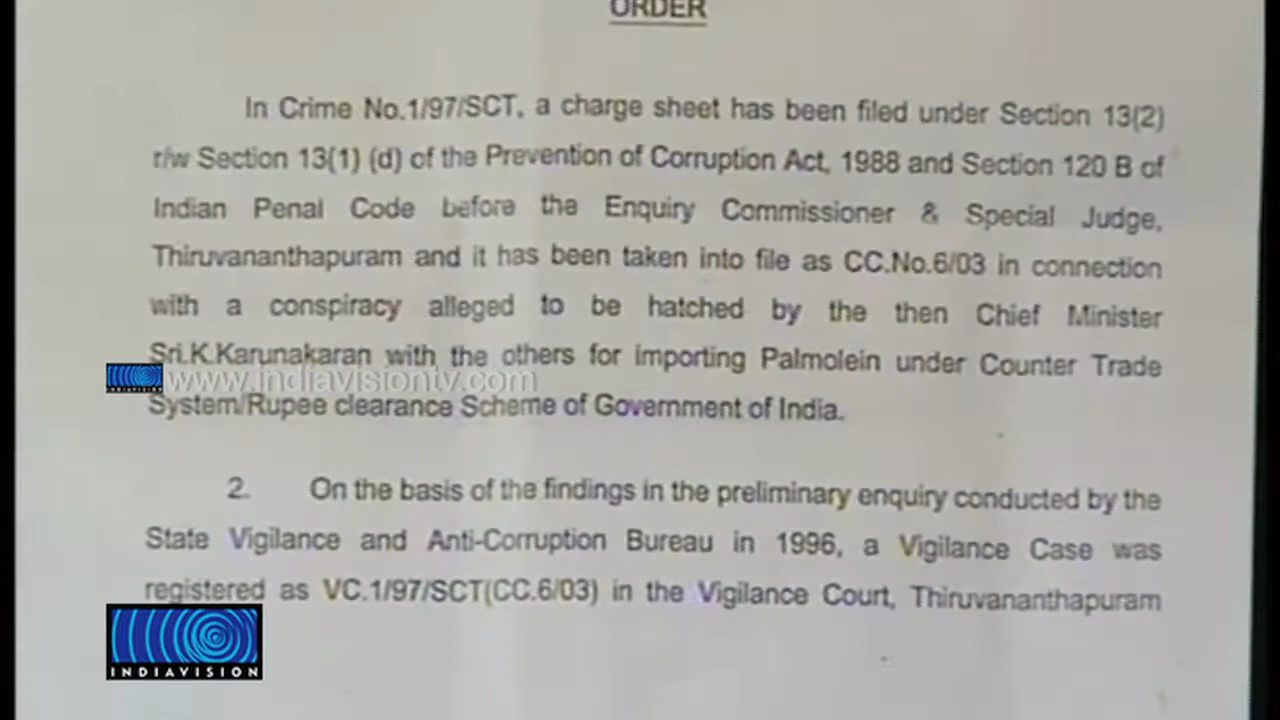 ORDER
In Crime No.1/97/SCT, a charge sheet has been filed under Section 13(2)
r/w Section 13(1) (d) of the Prevention of Corruption Act, 1988 and Section 120 B of
Indian Penal Code before the Enquiry Commissioner & Special Judge,
Thiruvananthapuram and it has been taken into file as CC.No.6/03 in connection
with a conspiracy alleged to be hatched by the then Chief Minister
Sri.K.Karunakaran with the others for importing Palmolein under Counter Trade
INDIAVISION www.indiavisiontv.com
System/Rupee clearance Scheme of Government of India.
2. On the basis of the findings in the preliminary enquiry conducted by the
State Vigilance and Anti-Corruption Bureau in 1996, a Vigilance Case was
registered as VC.1/97/SCT(CC.6/03) in the Vigilance Court, Thiruvananthapuram
INDIAVISION